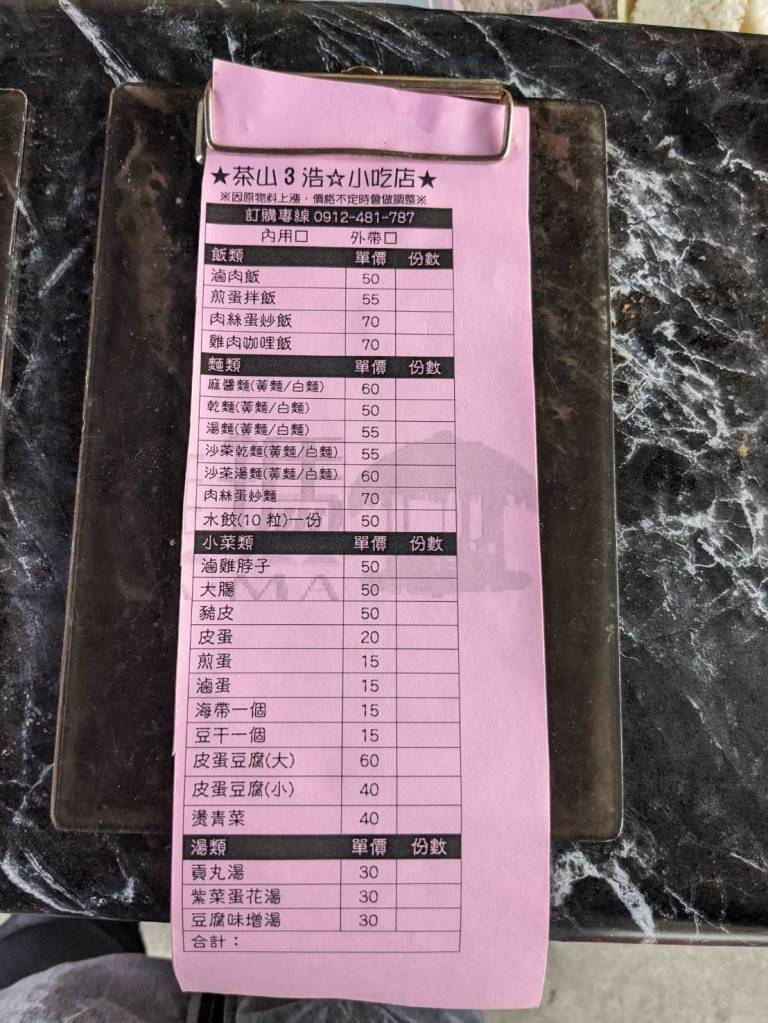 ★茶山3浩☆小吃店★
※因原物料上漲，價格不定時會做調整※
訂購專線 0912-481-787
內用□ 外帶□
飯類 單價 份數
滷肉飯 50
煎蛋拌飯 55
肉絲蛋炒飯 70
雞肉咖哩飯 70
麵類 單價 份數
麻醬麵(黃麵/白麵) 60
乾麵(黃麵/白麵) 50
湯麵(黃麵/白麵) 55
沙茶乾麵(黃麵/白麵) 55
沙茶湯麵(黃麵/白麵) 60
肉絲蛋炒麵 70
水餃(10 粒)一份 50
小菜類 單價 份數
滷雞脖子 50
大腸 50
豬皮 50
皮蛋 20
煎蛋 15
滷蛋 15
海帶一個 15
豆干一個 15
皮蛋豆腐(大) 60
皮蛋豆腐(小) 40
燙青菜 40
湯類 單價 份數
貢丸湯 30
紫菜蛋花湯 30
豆腐味增湯 30
合計：